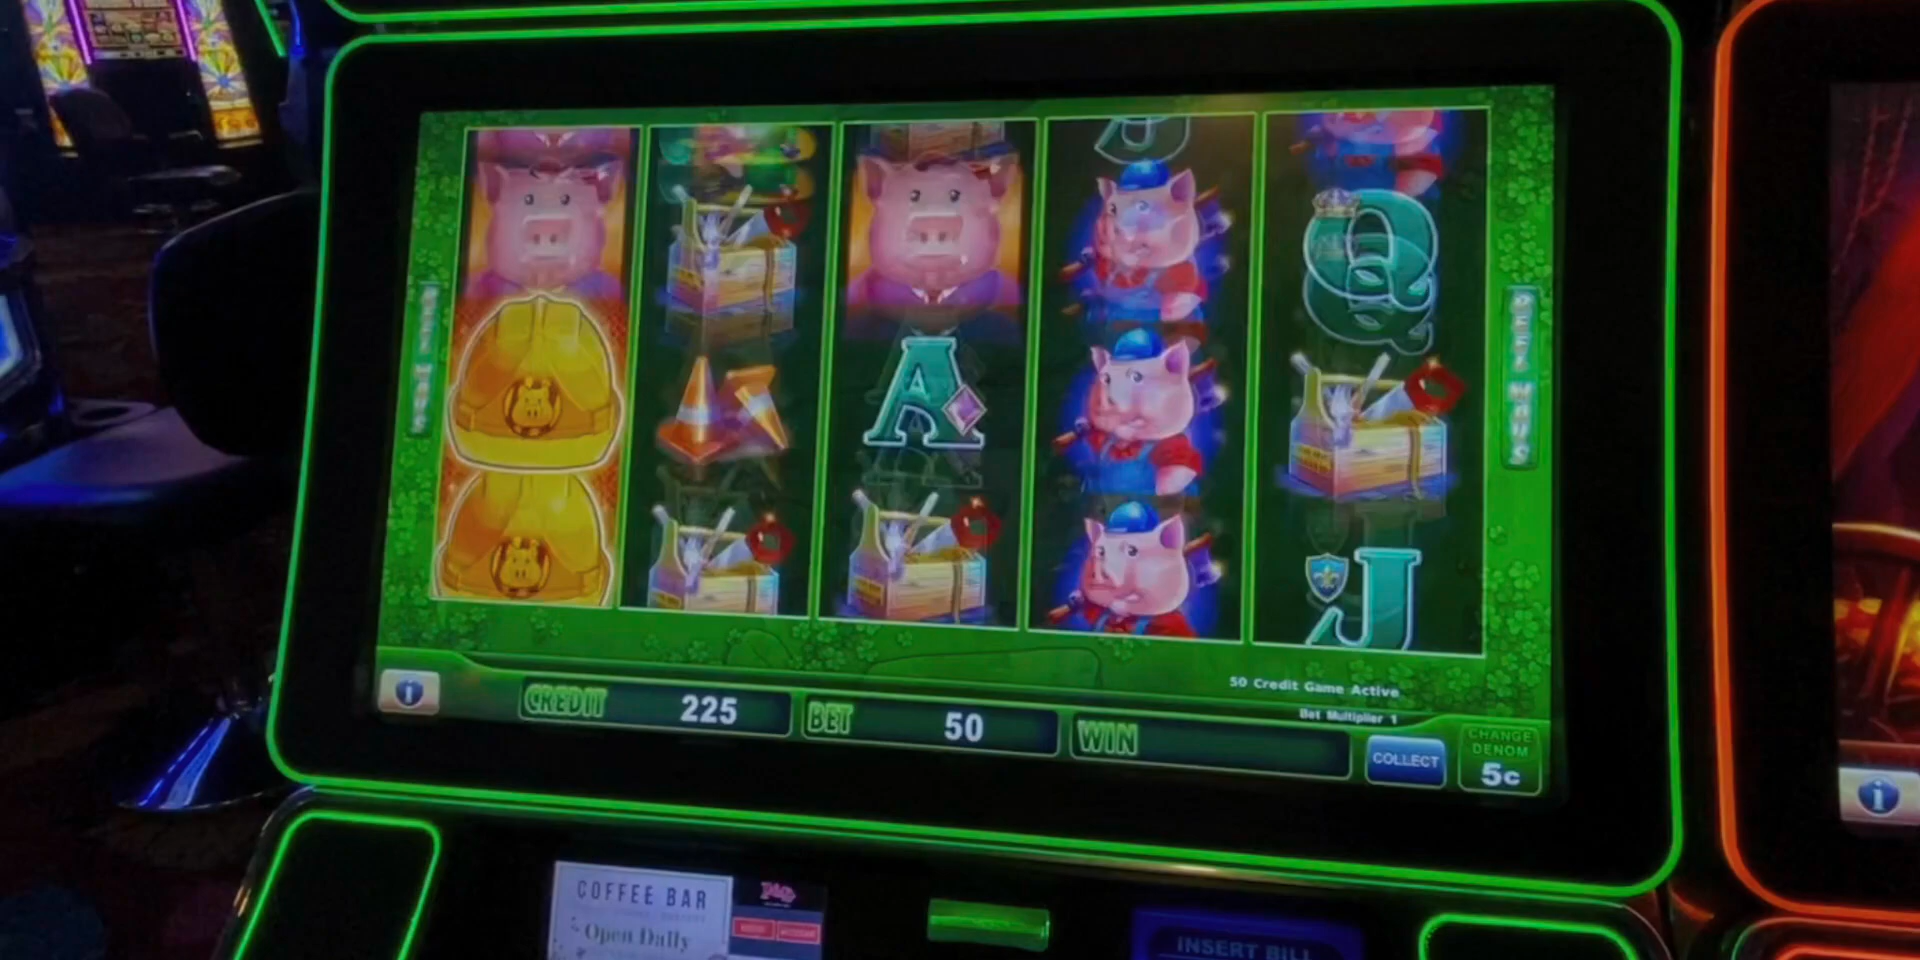 Q
A
J
50 Credit Game Active
Bet Multiplier 1
CREDIT 225
BET 50
WIN
COLLECT
CHANGE
DENOM
5¢
COFFEE BAR
Open Daily
INSERT BILL